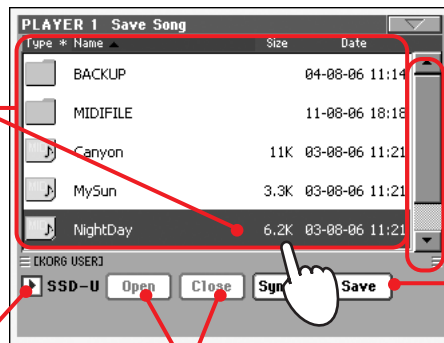 PLAYER 1 Save Song
Type * Name Size Date
BACKUP 04-08-06 11:14
MIDIFILE 11-08-06 18:18
Canyon 11K 03-08-06 11:21
MySun 3.3K 03-08-06 11:21
NightDay 6.2K 03-08-06 11:21
[KORG USER]
SSD-U Open Close Save